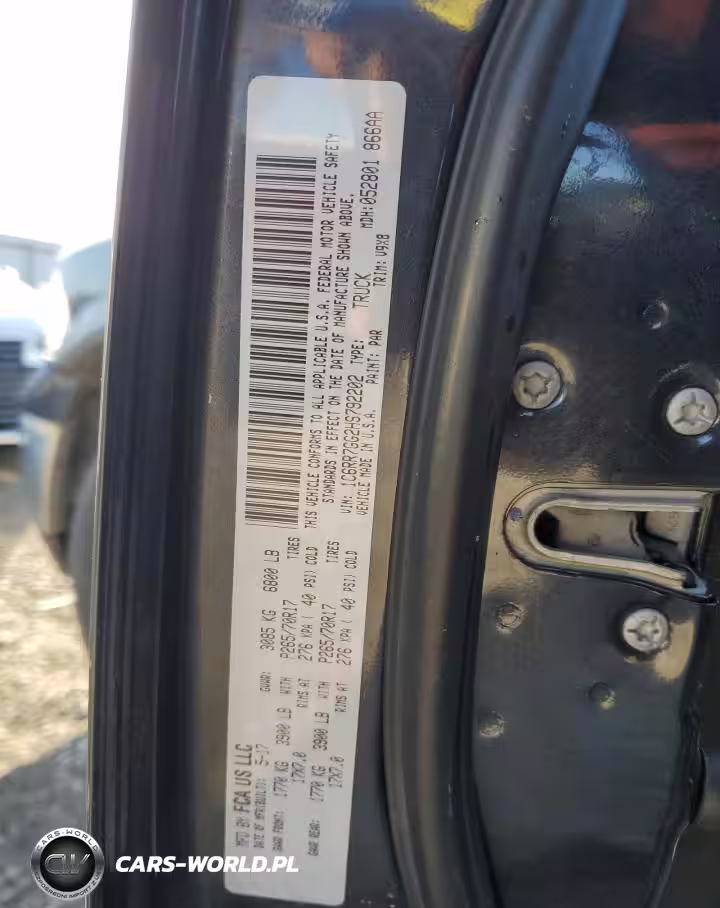 MFD BY FCA US LLC
DATE OF MFR(BUILT): 5-17
GVWR: 3085 KG 6800 LB
GAWR FRONT: 1770 KG 3900 LB WITH P265/70R17 TIRES
17X7.0 RIMS AT 276 KPA( 40 PSI) COLD
GAWR REAR: 1770 KG 3900 LB WITH P265/70R17 TIRES
17X7.0 RIMS AT 276 KPA( 40 PSI) COLD
THIS VEHICLE CONFORMS TO ALL APPLICABLE U.S.A. FEDERAL MOTOR VEHICLE SAFETY
STANDARDS IN EFFECT ON THE DATE OF MANUFACTURE SHOWN ABOVE.
VIN: 1C6RR7GG2HS792202 TYPE: TRUCK MDH:052801 866AA
VEHICLE MADE IN U.S.A. PAINT: PAR TRIM: V9X8
CARS-WORLD
CW
CARS-WORLD.PL